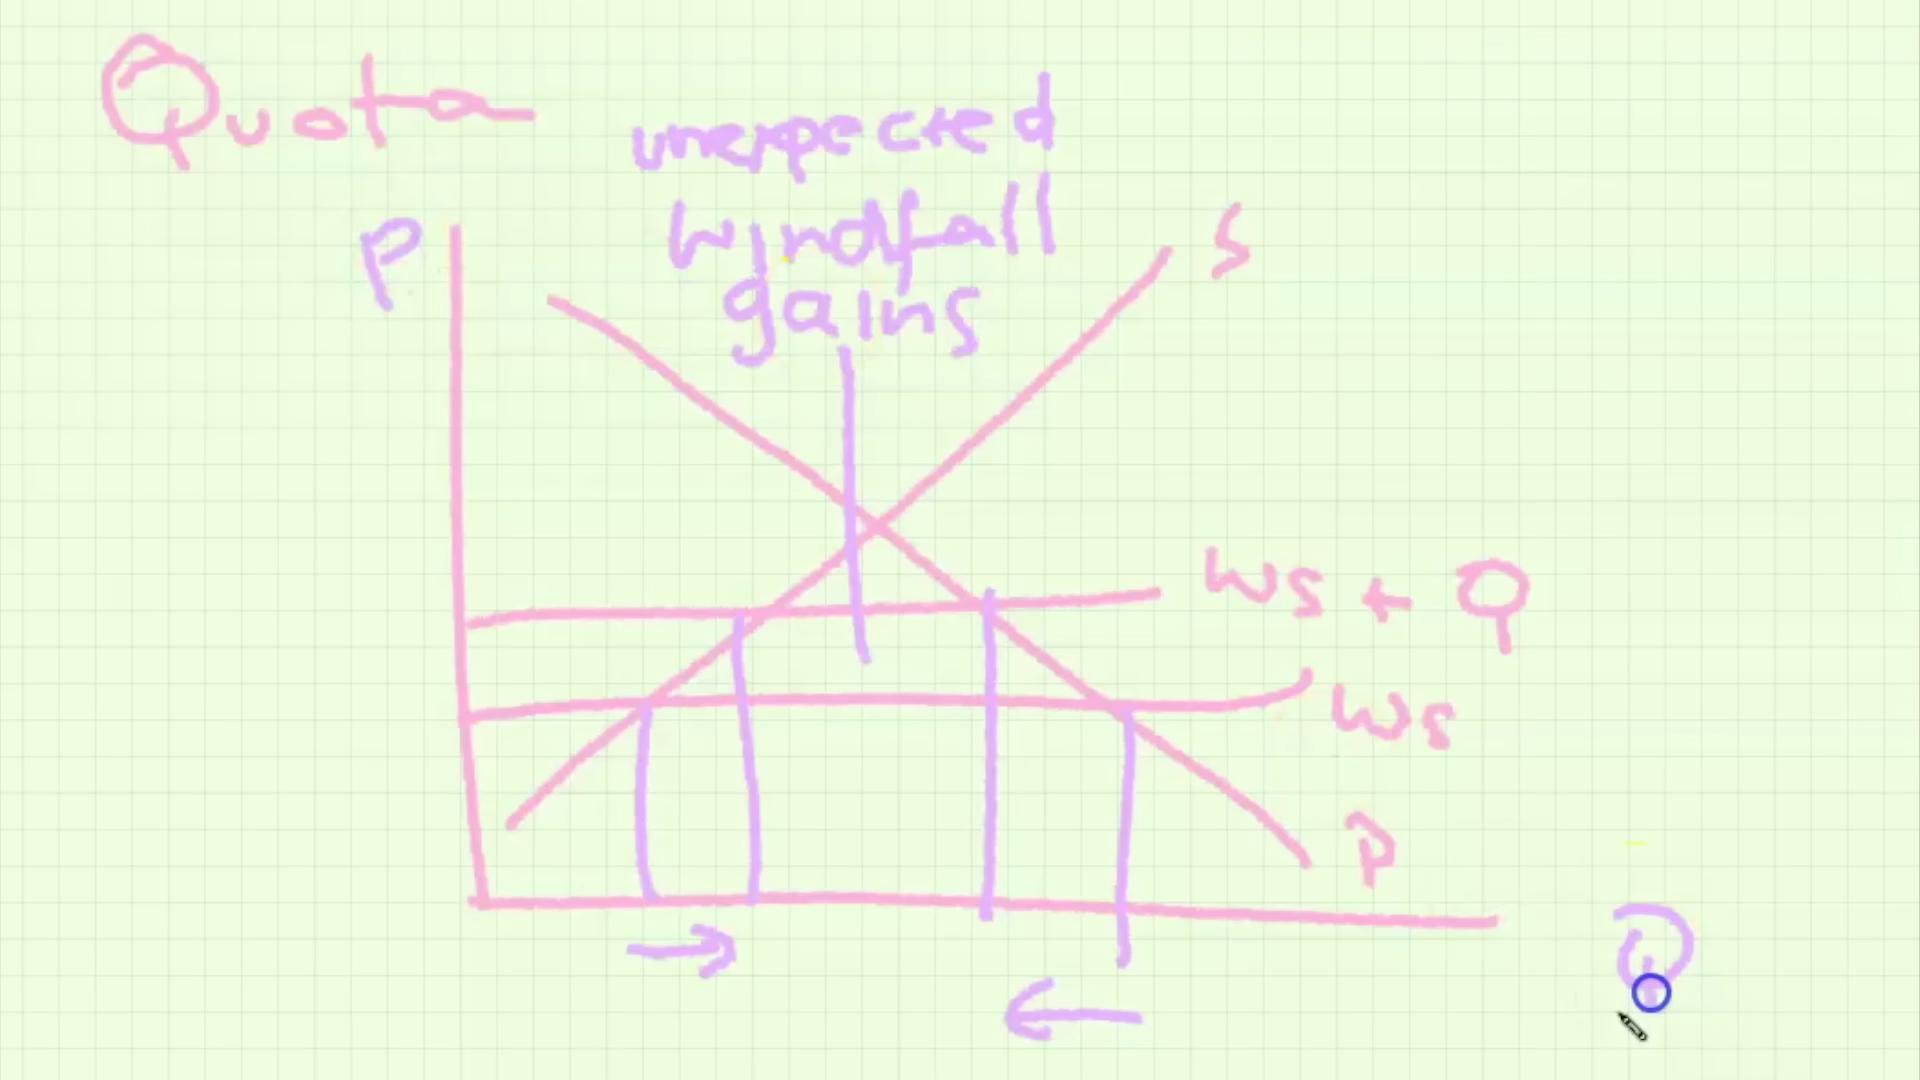 Quota
unexpected
windfall
gains
P
S
WS + Q
WS
D
Q